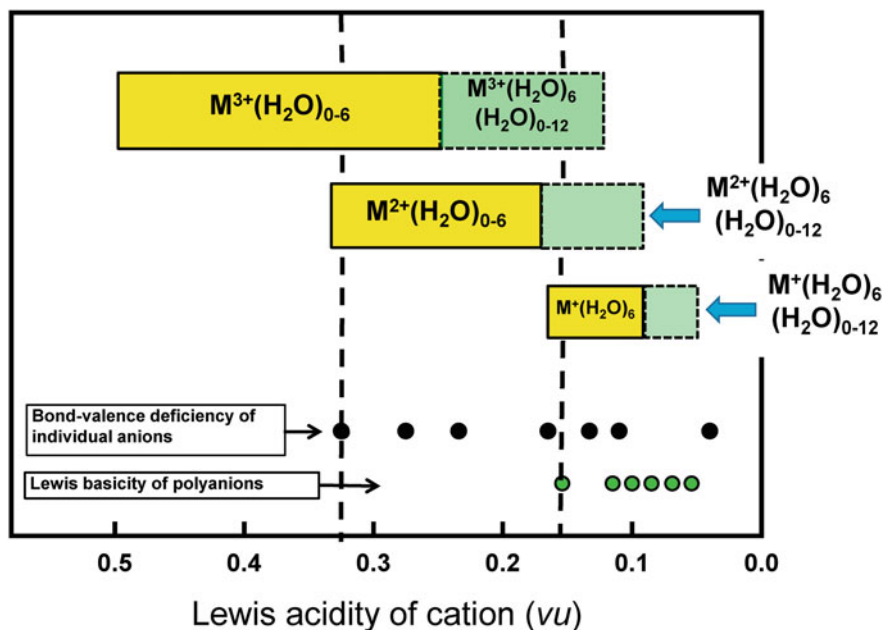 M³⁺(H₂O)₀₋₆
M³⁺(H₂O)₆
(H₂O)₀₋₁₂
M²⁺(H₂O)₀₋₆
M²⁺(H₂O)₆
(H₂O)₀₋₁₂
M⁺(H₂O)₆
M⁺(H₂O)₆
(H₂O)₀₋₁₂
Bond-valence deficiency of
individual anions
Lewis basicity of polyanions
0.5 0.4 0.3 0.2 0.1 0.0
Lewis acidity of cation (vu)